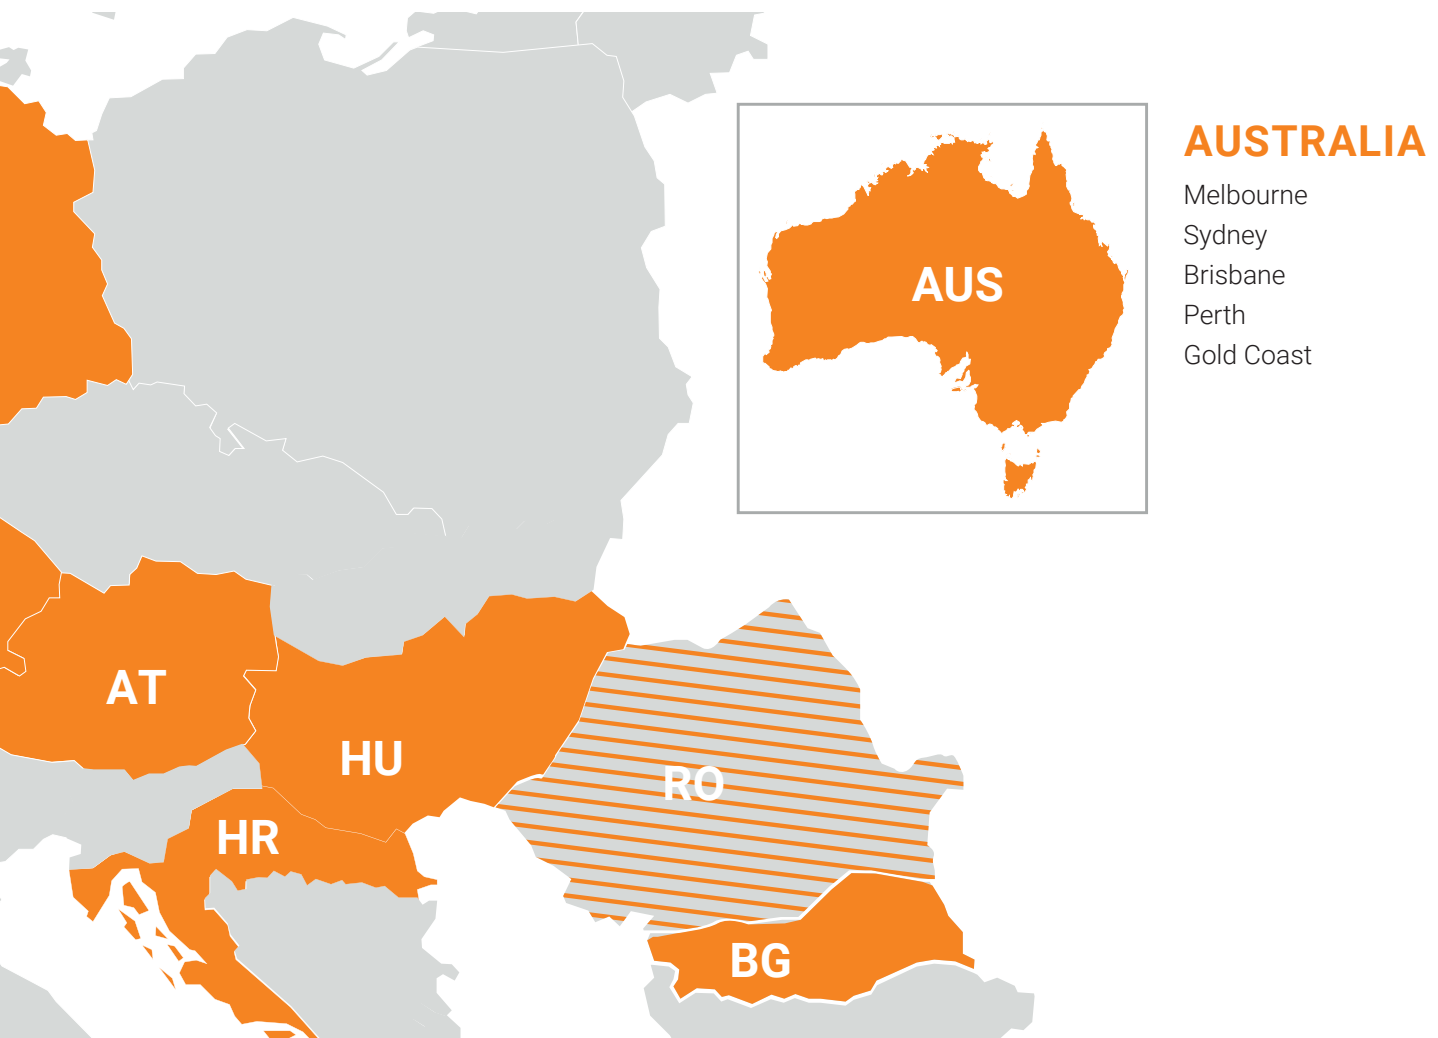 AUSTRALIA
Melbourne
Sydney
Brisbane
Perth
Gold Coast
AUS
AT
HU
RO
HR
BG